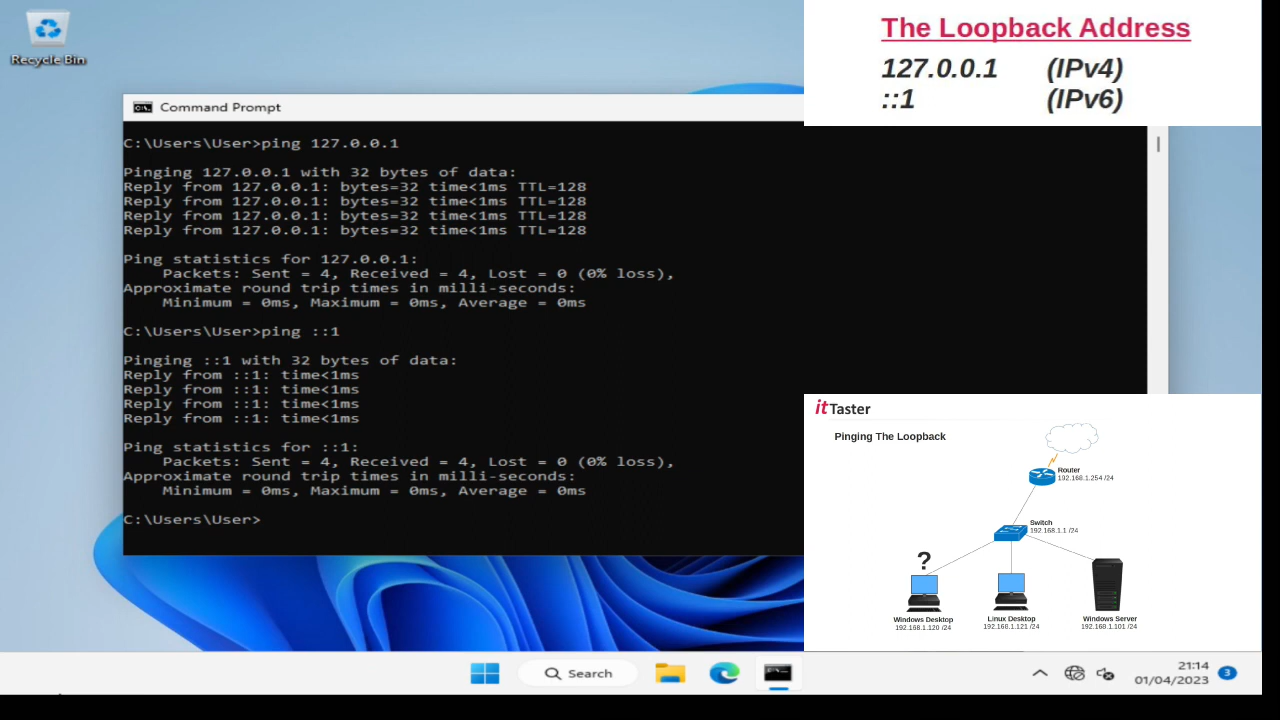 Recycle Bin
Command Prompt
C:\Users\User>ping 127.0.0.1
Pinging 127.0.0.1 with 32 bytes of data:
Reply from 127.0.0.1: bytes=32 time<1ms TTL=128
Reply from 127.0.0.1: bytes=32 time<1ms TTL=128
Reply from 127.0.0.1: bytes=32 time<1ms TTL=128
Reply from 127.0.0.1: bytes=32 time<1ms TTL=128
Ping statistics for 127.0.0.1:
    Packets: Sent = 4, Received = 4, Lost = 0 (0% loss),
Approximate round trip times in milli-seconds:
    Minimum = 0ms, Maximum = 0ms, Average = 0ms
C:\Users\User>ping ::1
Pinging ::1 with 32 bytes of data:
Reply from ::1: time<1ms
Reply from ::1: time<1ms
Reply from ::1: time<1ms
Reply from ::1: time<1ms
Ping statistics for ::1:
    Packets: Sent = 4, Received = 4, Lost = 0 (0% loss),
Approximate round trip times in milli-seconds:
    Minimum = 0ms, Maximum = 0ms, Average = 0ms
C:\Users\User>
The Loopback Address
127.0.0.1 (IPv4)
::1 (IPv6)
itTaster
Pinging The Loopback
Router
192.168.1.254 /24
Switch
192.168.1.1 /24
?
Windows Desktop
192.168.1.120 /24
Linux Desktop
192.168.1.121 /24
Windows Server
192.168.1.101 /24
Search
21:14
01/04/2023
3